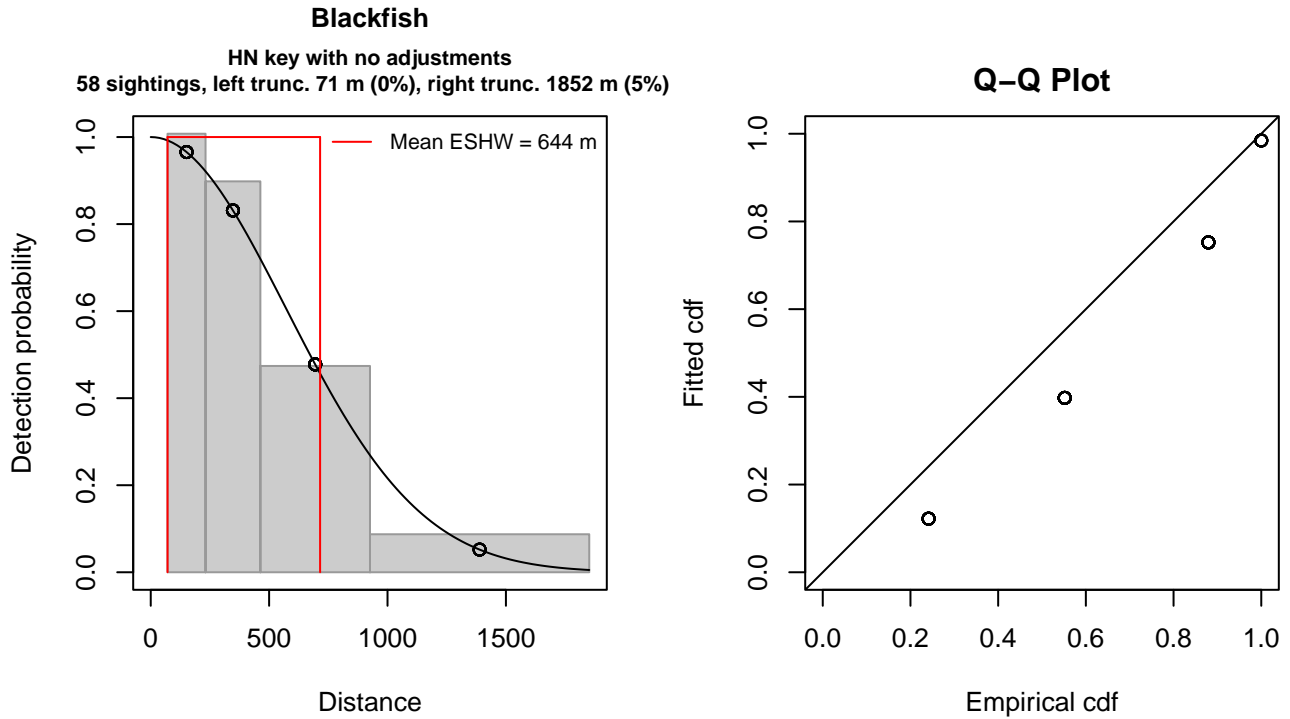 Blackfish
HN key with no adjustments
58 sightings, left trunc. 71 m (0%), right trunc. 1852 m (5%)
Mean ESHW = 644 m
Detection probability
0.0 0.2 0.4 0.6 0.8 1.0
0 500 1000 1500
Distance
Q−Q Plot
Fitted cdf
0.0 0.2 0.4 0.6 0.8 1.0
0.0 0.2 0.4 0.6 0.8 1.0
Empirical cdf